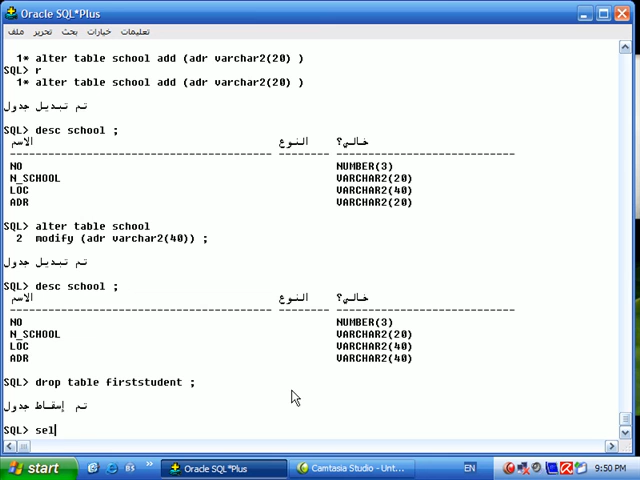 Oracle SQL*Plus
ملف تحرير بحث خيارات تعليمات
1* alter table school add (adr varchar2(20) )
SQL> r
1* alter table school add (adr varchar2(20) )
تم تبديل جدول
SQL> desc school ;
الاسم النوع خالي؟
----------------------------------------- -------- ----------------------------
NO NUMBER(3)
N_SCHOOL VARCHAR2(20)
LOC VARCHAR2(40)
ADR VARCHAR2(20)
SQL> alter table school
2 modify (adr varchar2(40)) ;
تم تبديل جدول
SQL> desc school ;
الاسم النوع خالي؟
----------------------------------------- -------- ----------------------------
NO NUMBER(3)
N_SCHOOL VARCHAR2(20)
LOC VARCHAR2(40)
ADR VARCHAR2(40)
SQL> drop table firststudent ;
تم إسقاط جدول
SQL> sel
start Oracle SQL*Plus Camtasia Studio - Unt... EN 9:50 PM